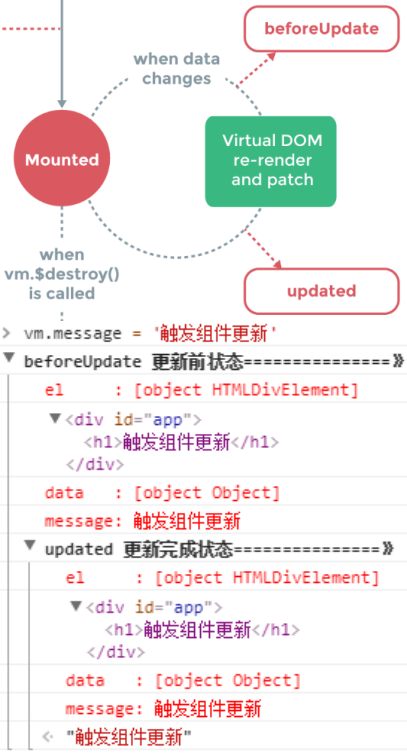 beforeUpdate
when data
changes
Mounted
Virtual DOM
re-render
and patch
when
vm.$destroy()
is called
updated
> vm.message = '触发组件更新'
▼ beforeUpdate 更新前状态===============》
el     : [object HTMLDivElement]
▼<div id="app">
<h1>触发组件更新</h1>
</div>
data   : [object Object]
message: 触发组件更新
▼ updated 更新完成状态===============》
el     : [object HTMLDivElement]
▼<div id="app">
<h1>触发组件更新</h1>
</div>
data   : [object Object]
message: 触发组件更新
"触发组件更新"